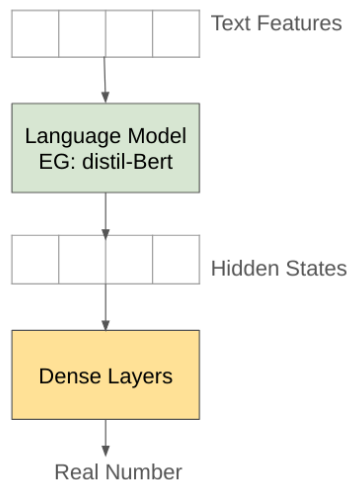 Text Features
Language Model
EG: distil-Bert
Hidden States
Dense Layers
Real Number